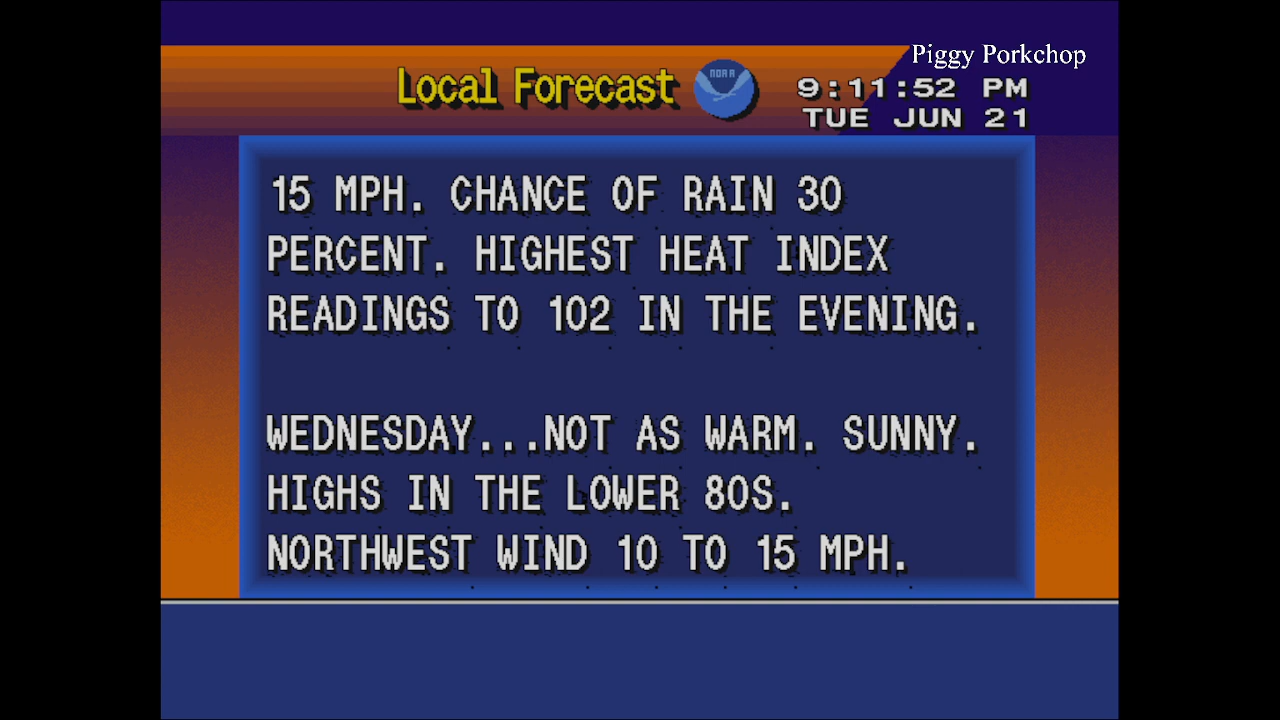 Piggy Porkchop
Local Forecast
NOAA
9:11:52 PM
TUE JUN 21
15 MPH. CHANCE OF RAIN 30
PERCENT. HIGHEST HEAT INDEX
READINGS TO 102 IN THE EVENING.
WEDNESDAY...NOT AS WARM. SUNNY.
HIGHS IN THE LOWER 80S.
NORTHWEST WIND 10 TO 15 MPH.